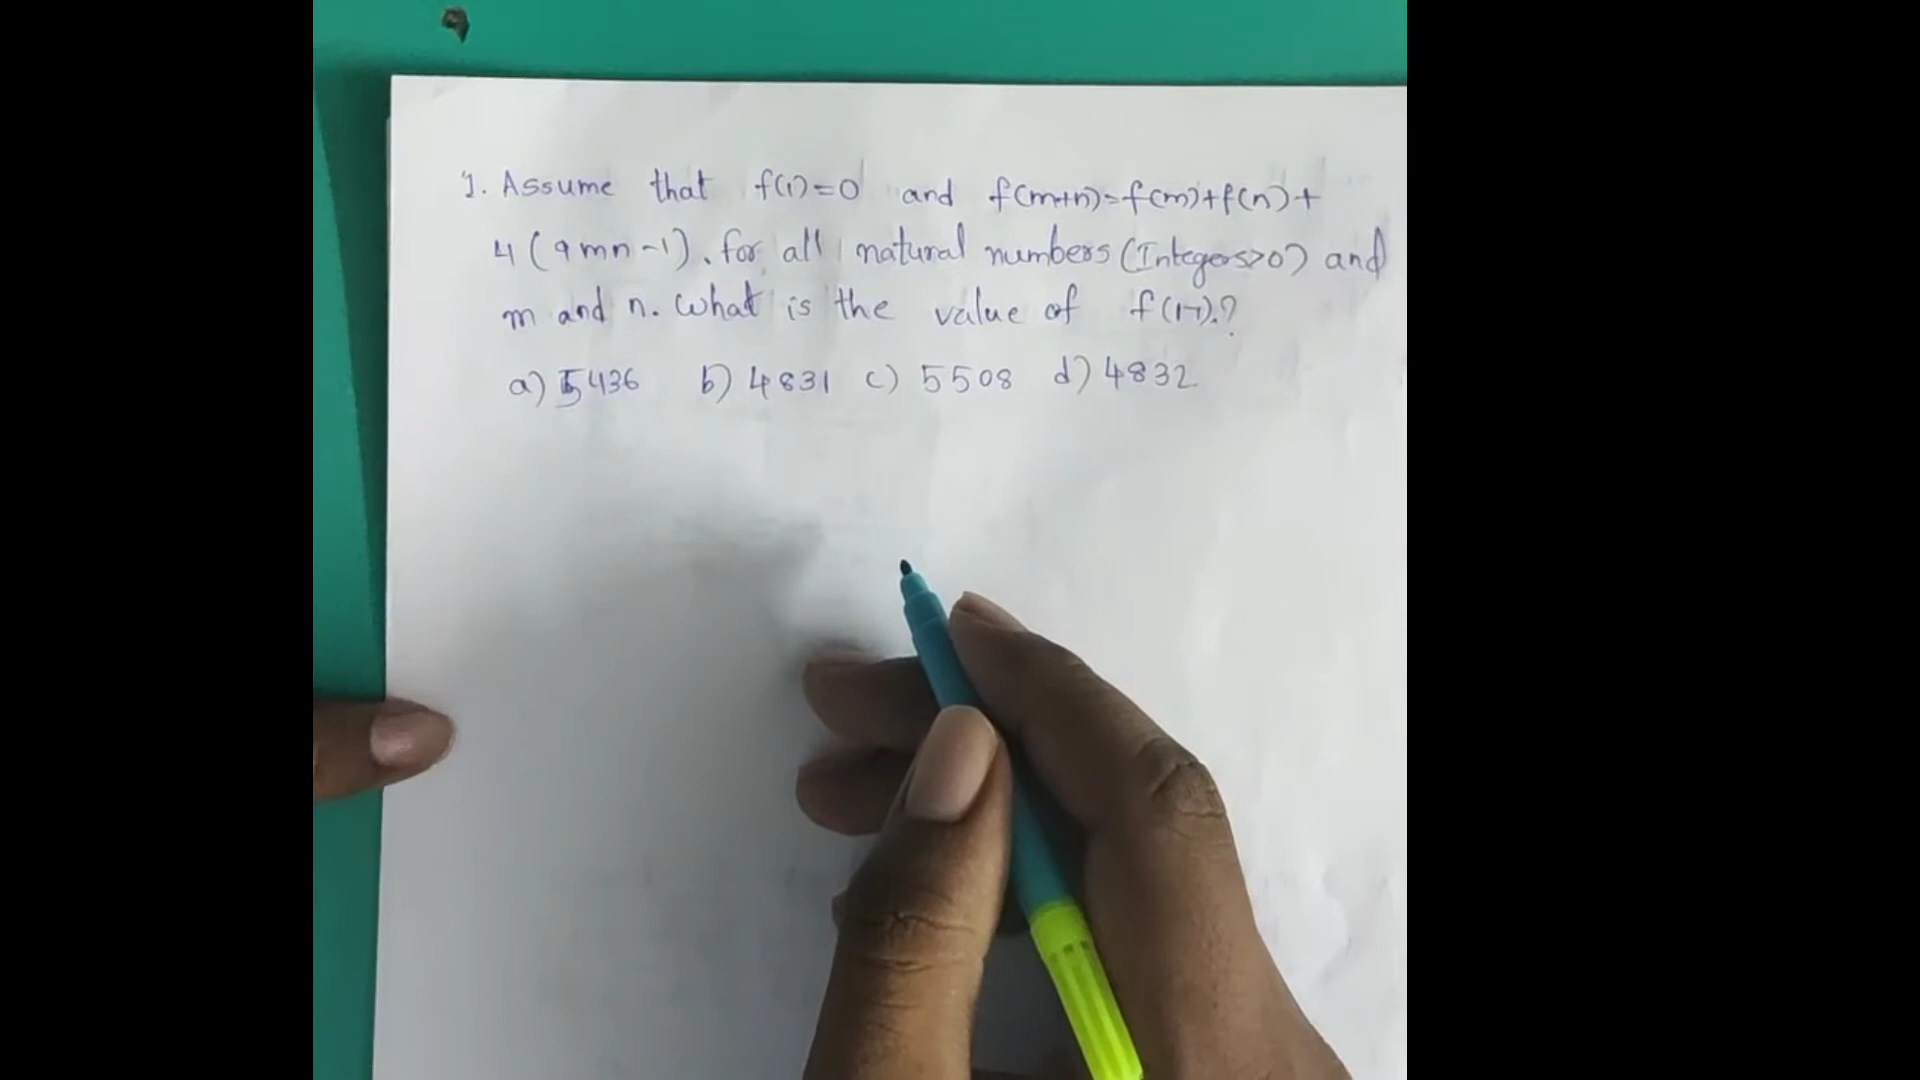 1. Assume that f(1)=0 and f(m+n)=f(m)+f(n)+
4(9mn-1). for all natural numbers (Integers>0) and
m and n. What is the value of f(17).?
a) 5436 b) 4831 c) 5508 d) 4832